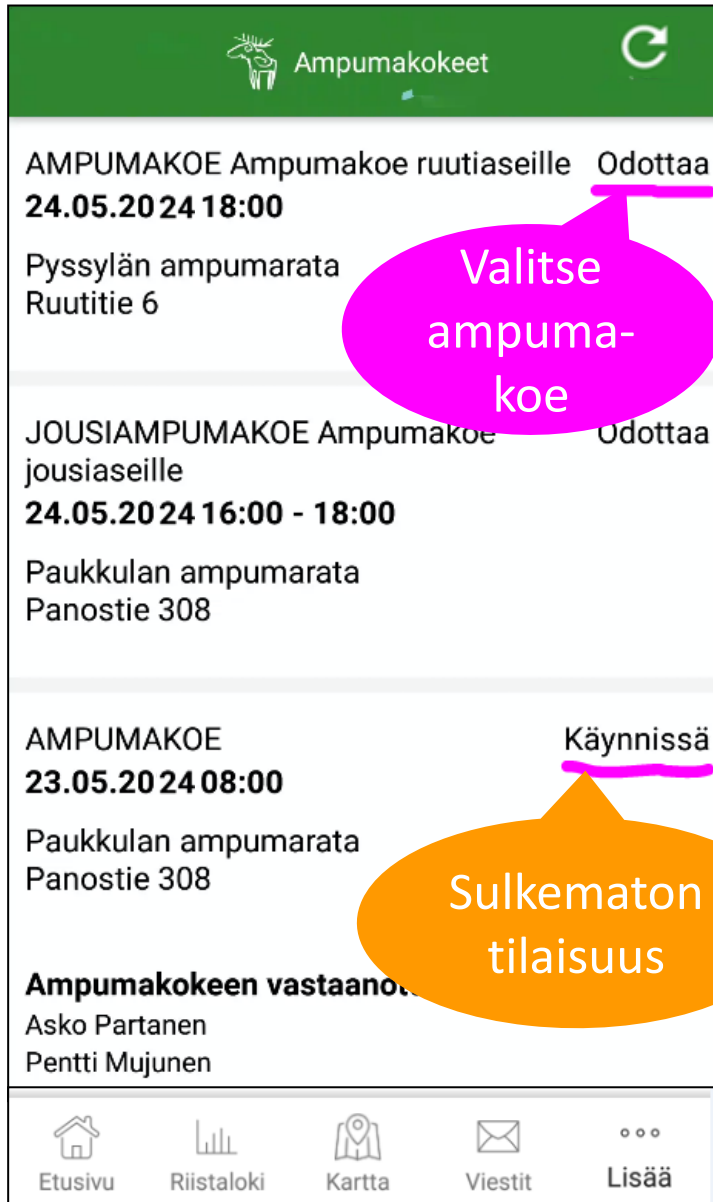 Ampumakokeet
AMPUMAKOE Ampumakoe ruutiaseille Odottaa
24.05.2024 18:00
Pyssylän ampumarata
Ruutitie 6
Valitse
ampuma-
koe
JOUSIAMPUMAKOE Ampumakoe Odottaa
jousiaseille
24.05.2024 16:00 - 18:00
Paukkulan ampumarata
Panostie 308
AMPUMAKOE Käynnissä
23.05.2024 08:00
Paukkulan ampumarata
Panostie 308
Sulkematon
tilaisuus
Ampumakokeen
Asko Partanen
Pentti Mujunen
Etusivu Riistaloki Kartta Viestit Lisää